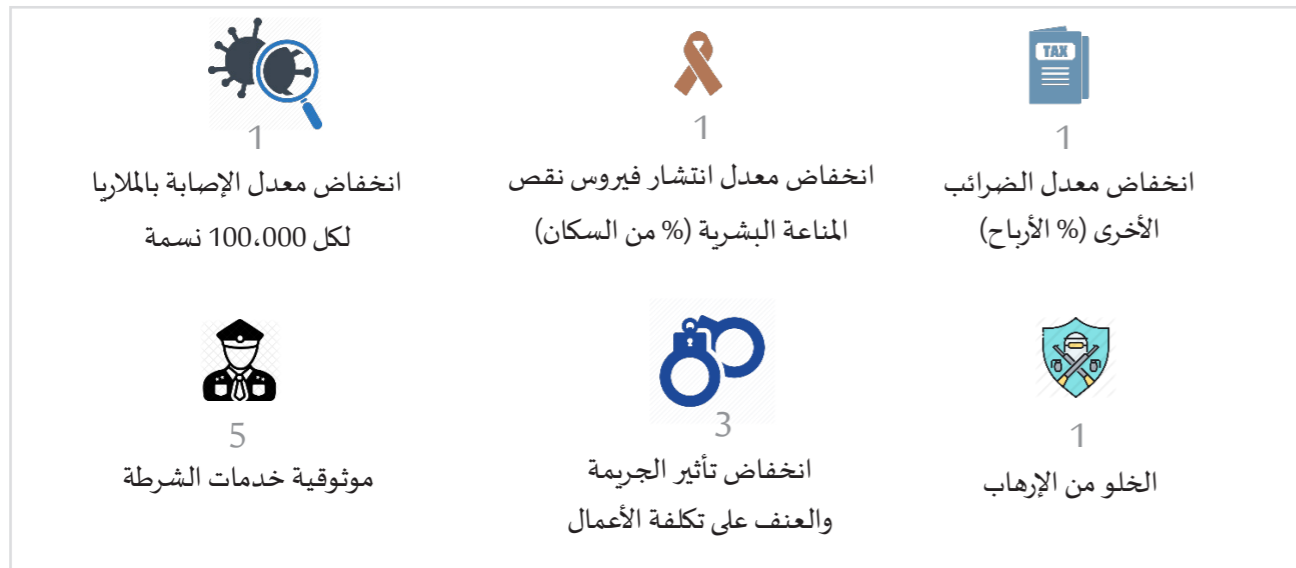 TAX
1
انخفاض معدل الضرائب
الأخرى (% الأرباح)
1
انخفاض معدل انتشار فيروس نقص
المناعة البشرية (% من السكان)
1
انخفاض معدل الإصابة بالملاريا
لكل 100،000 نسمة
1
الخلو من الإرهاب
3
انخفاض تأثير الجريمة
والعنف على تكلفة الأعمال
5
موثوقية خدمات الشرطة